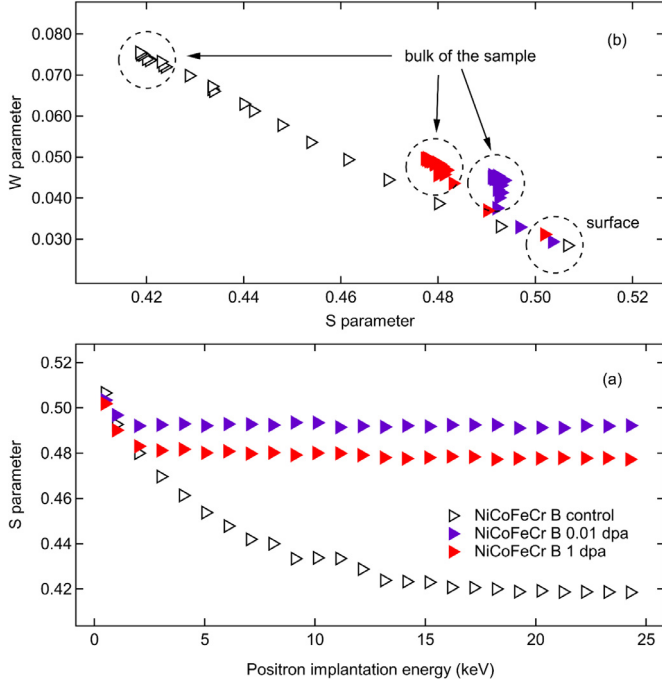 0.080
0.070
0.060
0.050
0.040
0.030
W parameter
(b)
bulk of the sample
surface
0.42
0.44
0.46
0.48
0.50
0.52
S parameter
0.52
0.50
0.48
0.46
0.44
0.42
S parameter
(a)
NiCoFeCr B control
NiCoFeCr B 0.01 dpa
NiCoFeCr B 1 dpa
0
5
10
15
20
25
Positron implantation energy (keV)